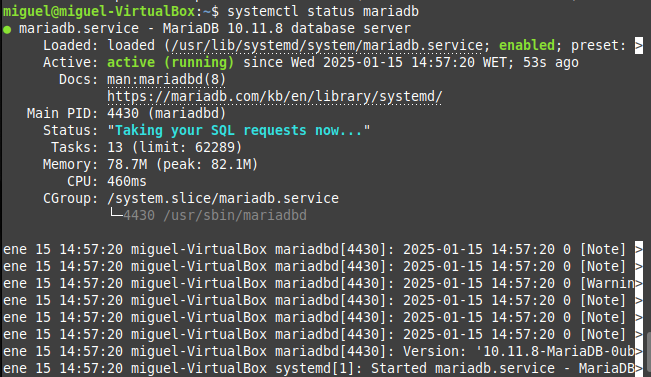 miguel@miguel-VirtualBox:~$ systemctl status mariadb
● mariadb.service - MariaDB 10.11.8 database server
     Loaded: loaded (/usr/lib/systemd/system/mariadb.service; enabled; preset: >
     Active: active (running) since Wed 2025-01-15 14:57:20 WET; 53s ago
       Docs: man:mariadbd(8)
             https://mariadb.com/kb/en/library/systemd/
   Main PID: 4430 (mariadbd)
     Status: "Taking your SQL requests now..."
      Tasks: 13 (limit: 62289)
     Memory: 78.7M (peak: 82.1M)
        CPU: 460ms
     CGroup: /system.slice/mariadb.service
             └─4430 /usr/sbin/mariadbd

ene 15 14:57:20 miguel-VirtualBox mariadbd[4430]: 2025-01-15 14:57:20 0 [Note] >
ene 15 14:57:20 miguel-VirtualBox mariadbd[4430]: 2025-01-15 14:57:20 0 [Note] >
ene 15 14:57:20 miguel-VirtualBox mariadbd[4430]: 2025-01-15 14:57:20 0 [Warnin>
ene 15 14:57:20 miguel-VirtualBox mariadbd[4430]: 2025-01-15 14:57:20 0 [Note] >
ene 15 14:57:20 miguel-VirtualBox mariadbd[4430]: 2025-01-15 14:57:20 0 [Note] >
ene 15 14:57:20 miguel-VirtualBox mariadbd[4430]: 2025-01-15 14:57:20 0 [Note] >
ene 15 14:57:20 miguel-VirtualBox mariadbd[4430]: Version: '10.11.8-MariaDB-0ub>
ene 15 14:57:20 miguel-VirtualBox systemd[1]: Started mariadb.service - MariaDB>